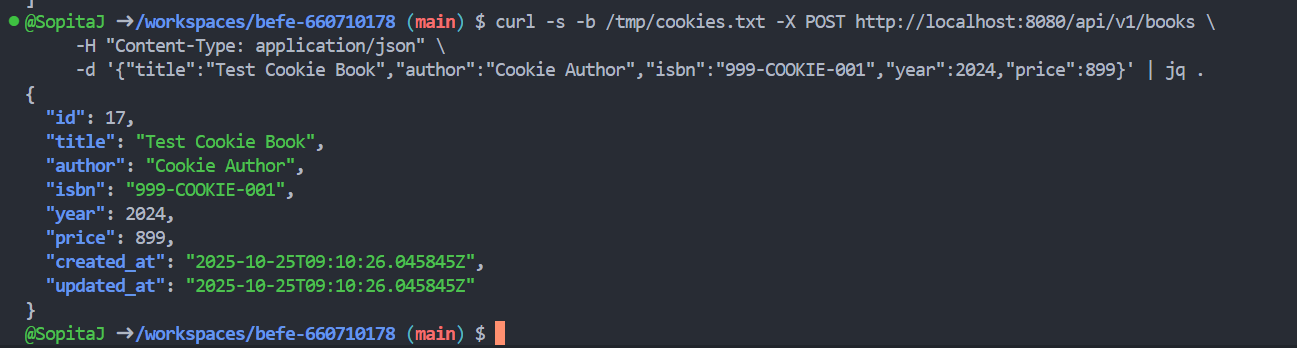 ]
@SopitaJ ➜/workspaces/befe-660710178 (main) $ curl -s -b /tmp/cookies.txt -X POST http://localhost:8080/api/v1/books \
-H "Content-Type: application/json" \
-d '{"title":"Test Cookie Book","author":"Cookie Author","isbn":"999-COOKIE-001","year":2024,"price":899}' | jq .
{
"id": 17,
"title": "Test Cookie Book",
"author": "Cookie Author",
"isbn": "999-COOKIE-001",
"year": 2024,
"price": 899,
"created_at": "2025-10-25T09:10:26.045845Z",
"updated_at": "2025-10-25T09:10:26.045845Z"
}
@SopitaJ ➜/workspaces/befe-660710178 (main) $